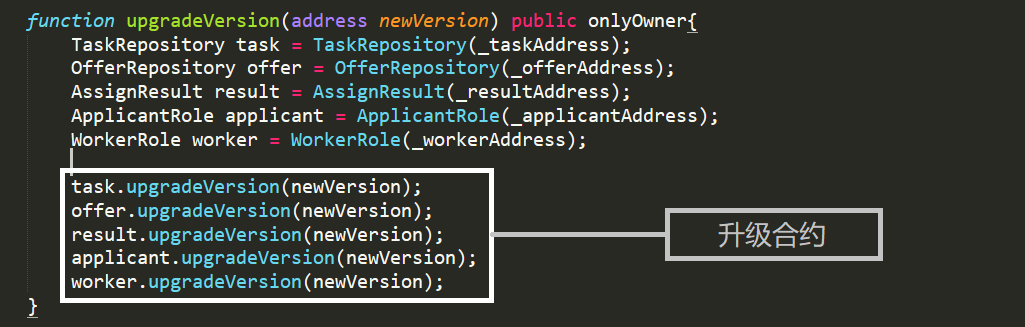 function upgradeVersion(address newVersion) public onlyOwner{
TaskRepository task = TaskRepository(_taskAddress);
OfferRepository offer = OfferRepository(_offerAddress);
AssignResult result = AssignResult(_resultAddress);
ApplicantRole applicant = ApplicantRole(_applicantAddress);
WorkerRole worker = WorkerRole(_workerAddress);
task.upgradeVersion(newVersion);
offer.upgradeVersion(newVersion);
result.upgradeVersion(newVersion);
applicant.upgradeVersion(newVersion);
worker.upgradeVersion(newVersion);
}
升级合约